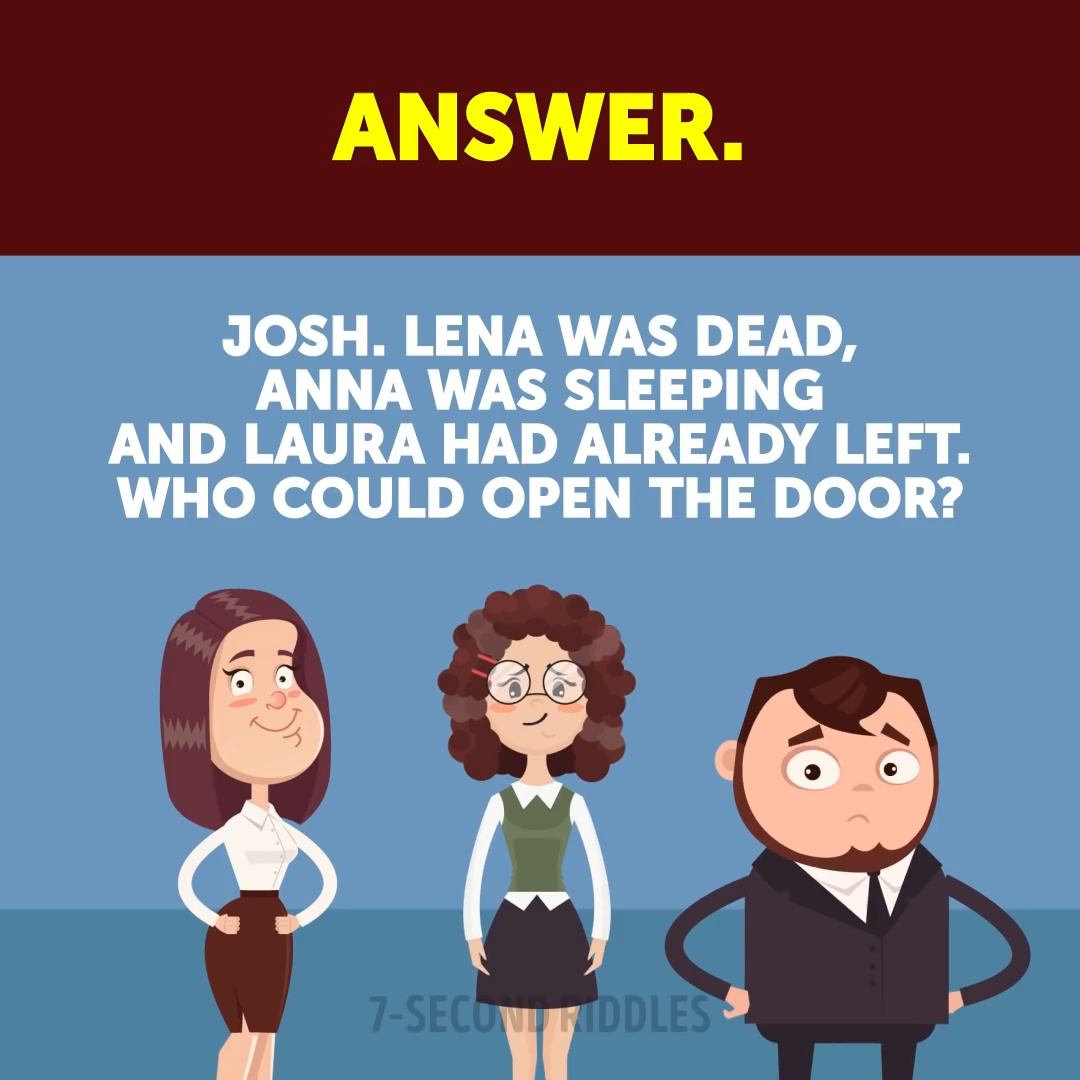 ANSWER.
JOSH. LENA WAS DEAD,
ANNA WAS SLEEPING
AND LAURA HAD ALREADY LEFT.
WHO COULD OPEN THE DOOR?
7-SECOND RIDDLES